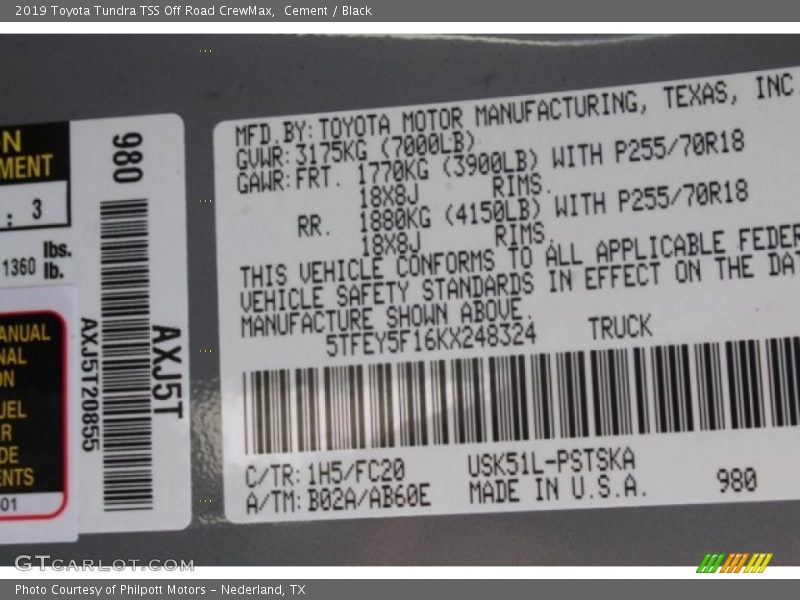 2019 Toyota Tundra TSS Off Road CrewMax,  Cement / Black
MENT
: 3
1360 lbs.
lb.
ANUAL
NAL
ON
UEL
R
DE
ENTS
01
980
AXJ5T20855
AXJ5T
MFD.BY:TOYOTA MOTOR MANUFACTURING, TEXAS, INC
GVWR:3175KG (7000LB)
GAWR:FRT. 1770KG (3900LB) WITH P255/70R18
18X8J RIMS.
RR. 1880KG (4150LB) WITH P255/70R18
18X8J RIMS.
THIS VEHICLE CONFORMS TO ALL APPLICABLE FEDER
VEHICLE SAFETY STANDARDS IN EFFECT ON THE DAT
MANUFACTURE SHOWN ABOVE.
5TFEY5F16KX248324 TRUCK
C/TR:1H5/FC20 USK51L-PSTSKA
A/TM:B02A/AB60E MADE IN U.S.A. 980
GTCARLOT.COM
Photo Courtesy of Philpott Motors - Nederland, TX